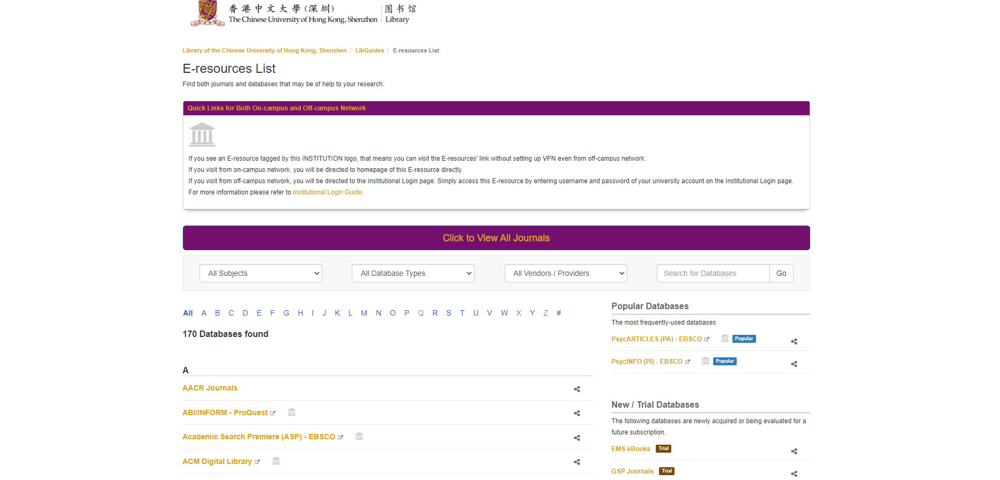 香港中文大學(深圳)
The Chinese University of Hong Kong, Shenzhen
图书馆
Library
Library of the Chinese University of Hong Kong, Shenzhen / LibGuides / E-resources List
E-resources List
Find both journals and databases that may be of help to your research.
Quick Links for Both On-campus and Off-campus Network
If you see an E-resource tagged by this INSTITUTION logo, that means you can visit the E-resources' link without setting up VPN even from off-campus network.
If you visit from on-campus network, you will be directed to homepage of this E-resource directly.
If you visit from off-campus network, you will be directed to the Institutional Login page. Simply access this E-resource by entering username and password of your university account on the Institutional Login page.
For more information please refer to Institutional Login Guide.
Click to View All Journals
All Subjects
All Database Types
All Vendors / Providers
Search for Databases
Go
All A B C D E F G H I J K L M N O P Q R S T U V W X Y Z #
170 Databases found
A
AACR Journals
ABI/INFORM - ProQuest
Academic Search Premiere (ASP) - EBSCO
ACM Digital Library
Popular Databases
The most frequently-used databases
PsycARTICLES (PA) - EBSCO Popular
PsycINFO (PI) - EBSCO Popular
New / Trial Databases
The following databases are newly acquired or being evaluated for a
future subscription.
EMS eBooks Trial
GSP Journals Trial